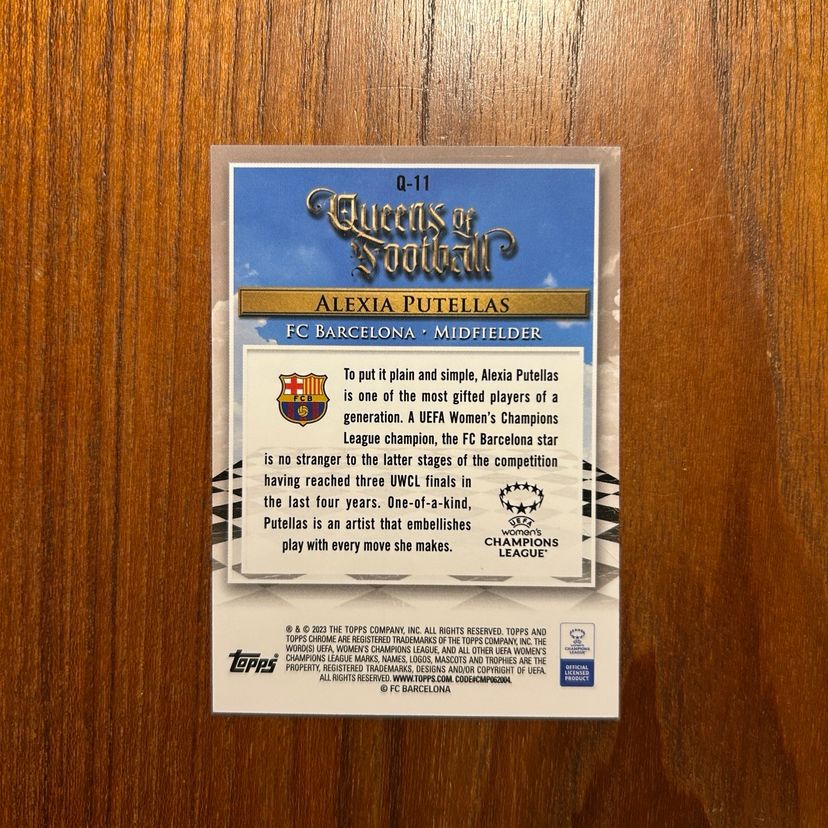 Q-11
Queens of
Football
ALEXIA PUTELLAS
FC BARCELONA · MIDFIELDER
FCB
To put it plain and simple, Alexia Putellas
is one of the most gifted players of a
generation. A UEFA Women's Champions
League champion, the FC Barcelona star
is no stranger to the latter stages of the competition
having reached three UWCL finals in
the last four years. One-of-a-kind,
Putellas is an artist that embellishes
play with every move she makes.
UEFA
WOMEN'S
CHAMPIONS
LEAGUE
® & © 2023 THE TOPPS COMPANY, INC. ALL RIGHTS RESERVED. TOPPS AND
TOPPS CHROME ARE REGISTERED TRADEMARKS OF THE TOPPS COMPANY, INC. THE
WORD(S) UEFA, WOMEN'S CHAMPIONS LEAGUE, AND ALL OTHER UEFA WOMEN'S
CHAMPIONS LEAGUE MARKS, NAMES, LOGOS, MASCOTS AND TROPHIES ARE THE
PROPERTY, REGISTERED TRADEMARKS, DESIGNS AND/OR COPYRIGHT OF UEFA.
ALL RIGHTS RESERVED. WWW.TOPPS.COM. CODE#CMP062004.
© FC BARCELONA
topps
CHAMPIONS
LEAGUE
OFFICIAL
LICENSED
PRODUCT